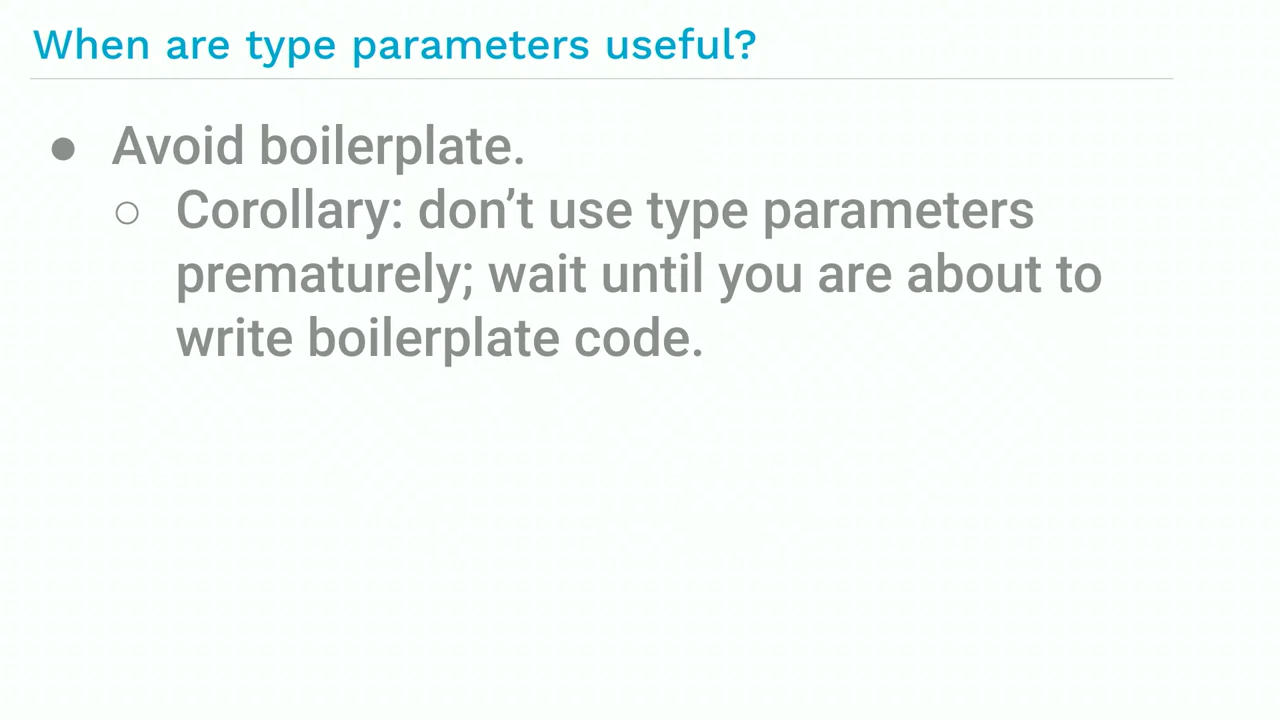 When are type parameters useful?
● Avoid boilerplate.
○ Corollary: don’t use type parameters
prematurely; wait until you are about to
write boilerplate code.